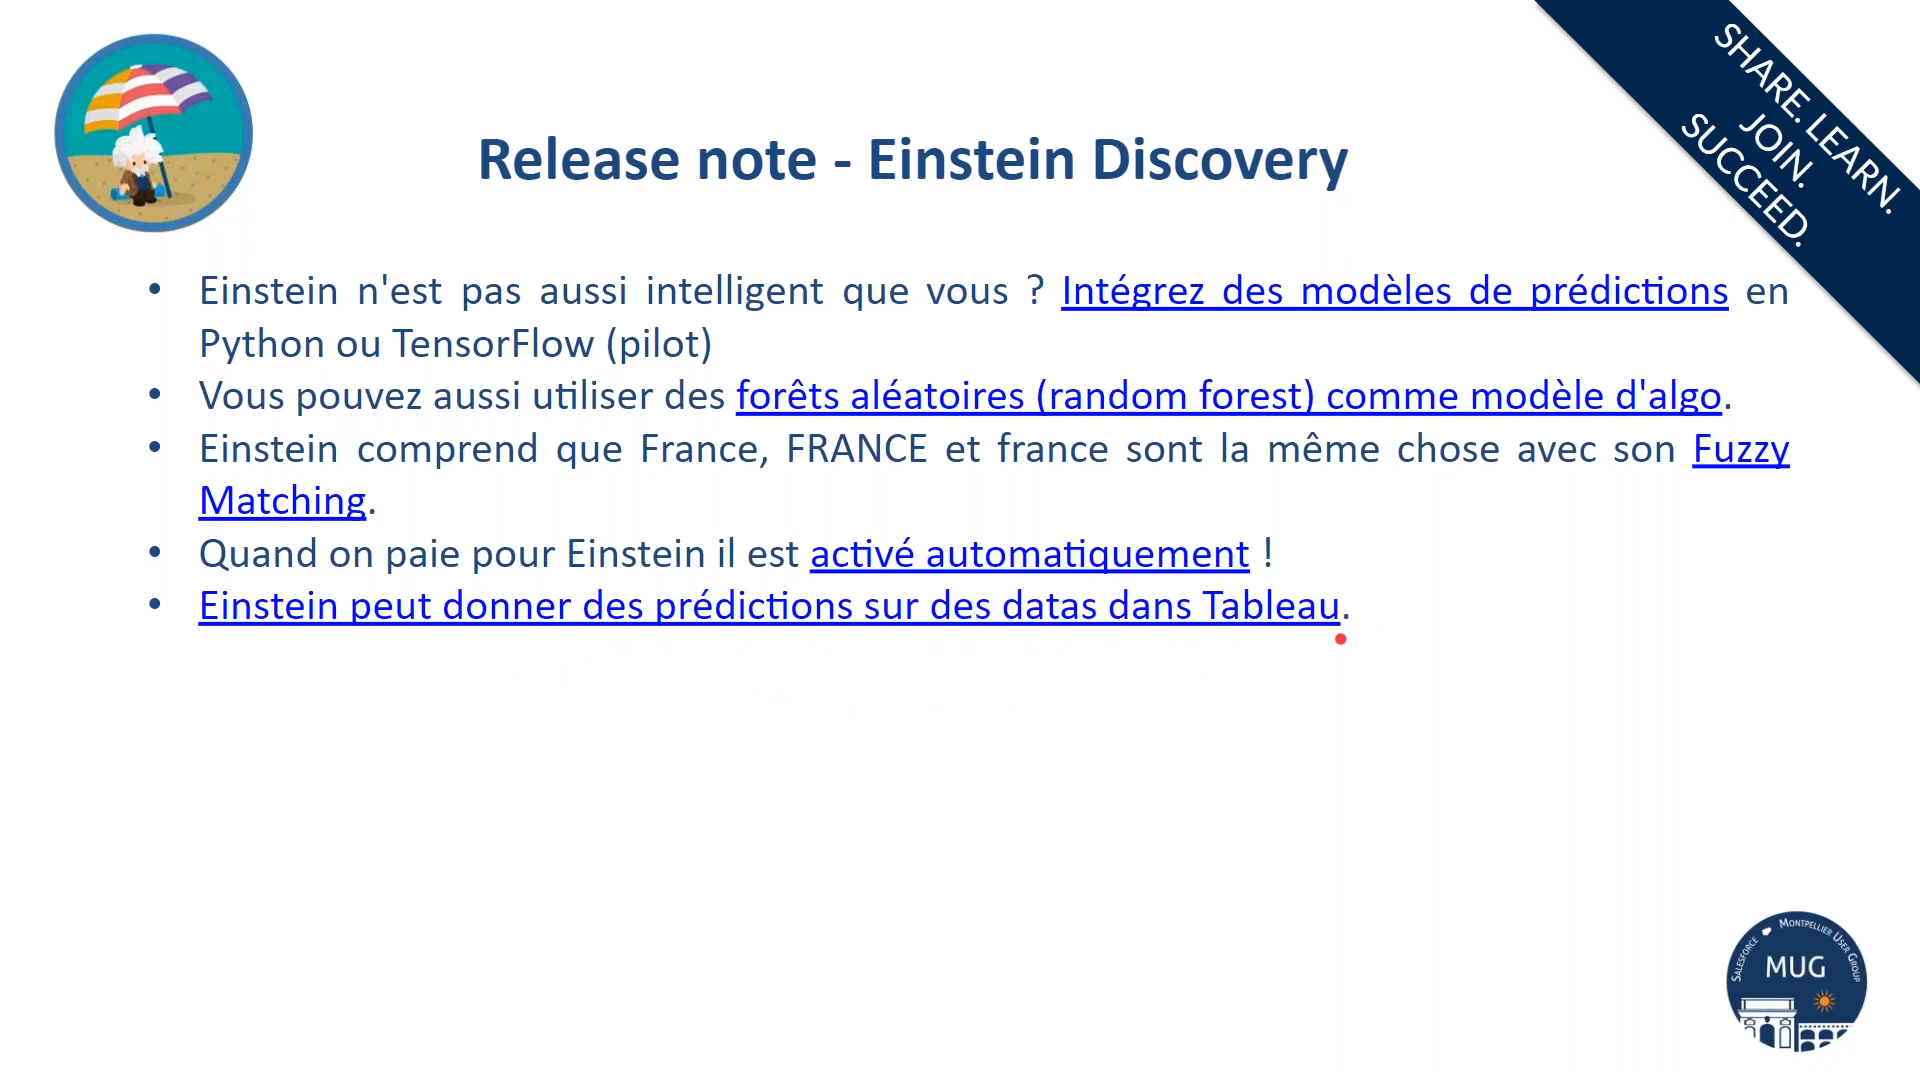 SHARE. LEARN.
JOIN.
SUCCEED.
Release note - Einstein Discovery
• Einstein n'est pas aussi intelligent que vous ? Intégrez des modèles de prédictions en
Python ou TensorFlow (pilot)
• Vous pouvez aussi utiliser des forêts aléatoires (random forest) comme modèle d'algo.
• Einstein comprend que France, FRANCE et france sont la même chose avec son Fuzzy
Matching.
• Quand on paie pour Einstein il est activé automatiquement !
• Einstein peut donner des prédictions sur des datas dans Tableau.
SALESFORCE MONTPELLIER USER GROUP
MUG